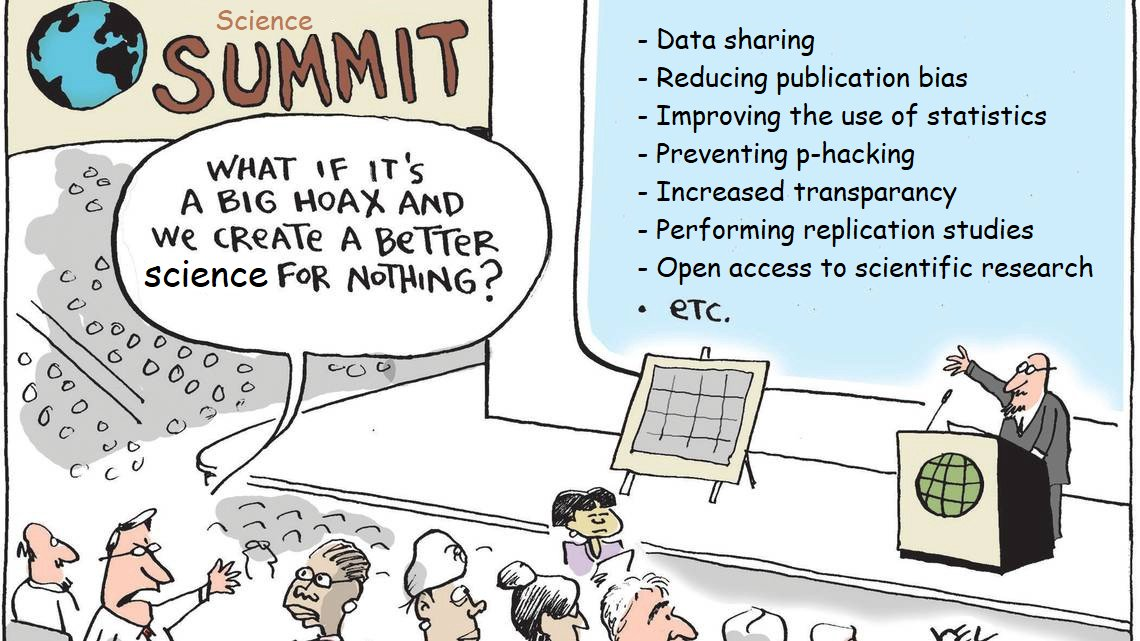 Science
SUMMIT
WHAT IF IT'S
A BIG HOAX AND
WE CREATE A BETTER
science FOR NOTHING?
- Data sharing
- Reducing publication bias
- Improving the use of statistics
- Preventing p-hacking
- Increased transparancy
- Performing replication studies
- Open access to scientific research
• etc.